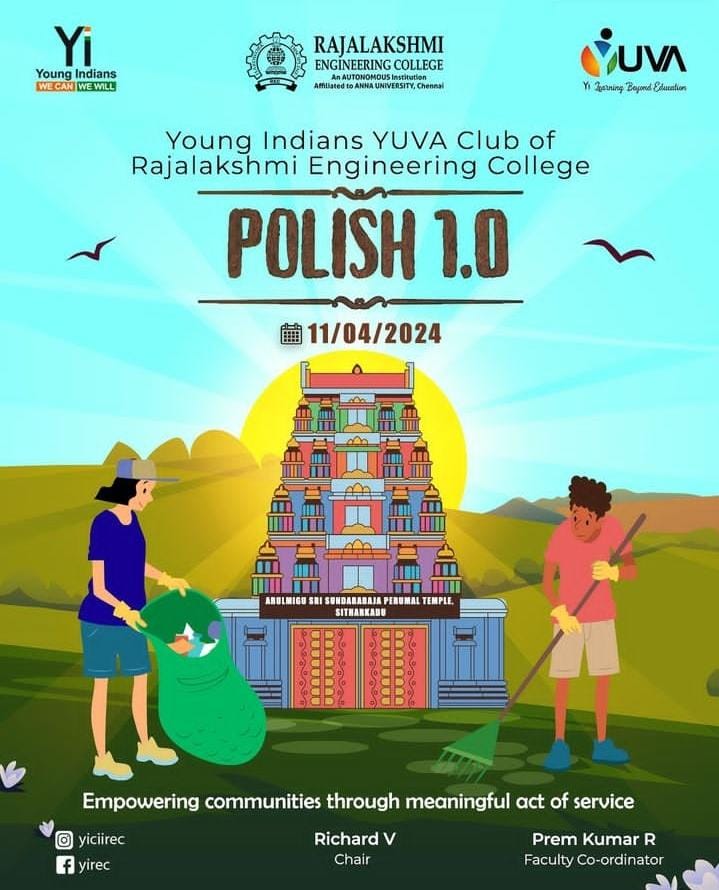 Yi
Young Indians
WE CAN WE WILL
RAJALAKSHMI
ENGINEERING COLLEGE
An AUTONOMOUS Institution
Affiliated to ANNA UNIVERSITY, Chennai
YUVA
Yi Learning Beyond Education
Young Indians YUVA Club of
Rajalakshmi Engineering College
POLISH 1.0
11/04/2024
ARULMIGU SRI SUNDARARAJA PERUMAL TEMPLE,
SITHARKADU
Empowering communities through meaningful act of service
yiciirec
yirec
Richard V
Chair
Prem Kumar R
Faculty Co-ordinator